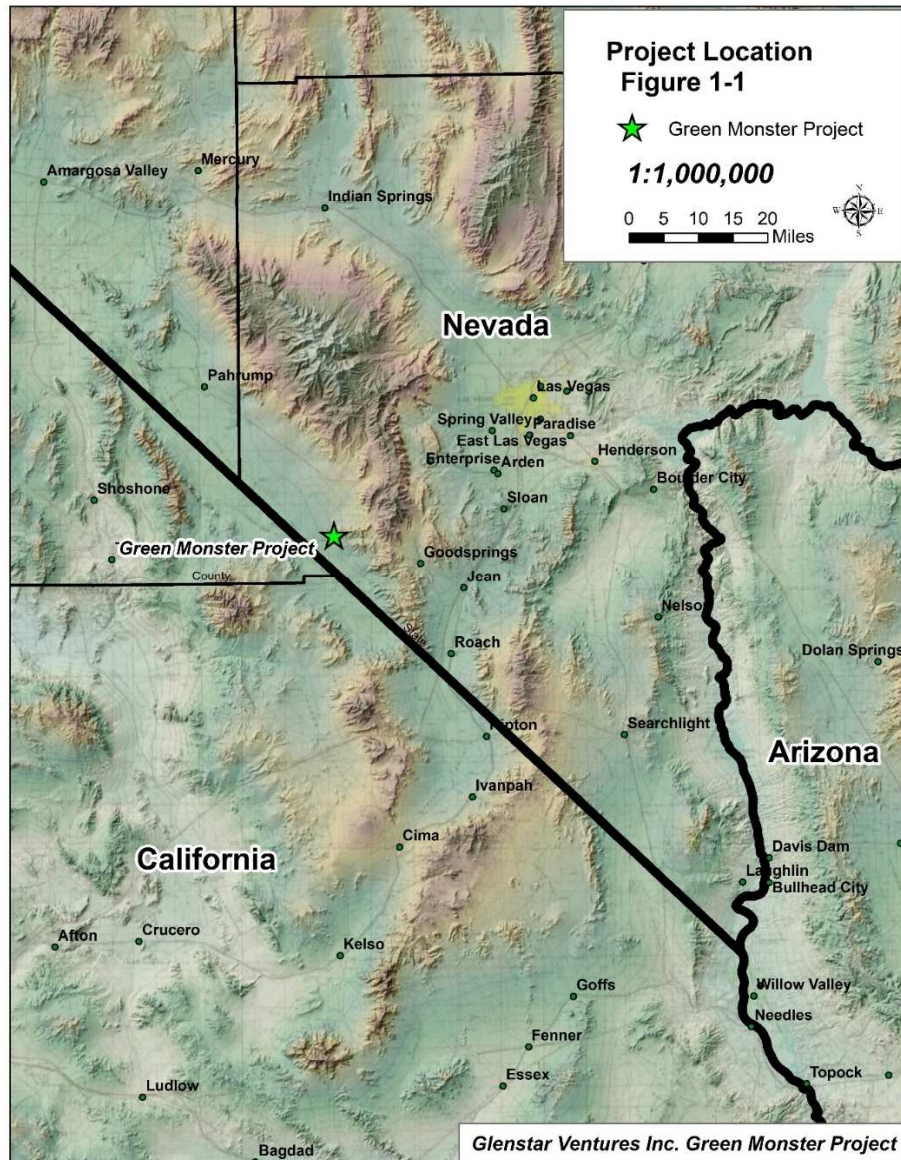 Project Location
Figure 1-1
Green Monster Project
1:1,000,000
N
W E
S
0 5 10 15 20
Miles
Amargosa Valley
Mercury
Indian Springs
Nevada
Pahrump
Las Vegas
Spring Valley
Paradise
East Las Vegas
Enterprise
Arden
Henderson
Boulder City
Shoshone
Sloan
Green Monster Project
Goodsprings
County
Jean
Nelson
State
Roach
Dolan Springs
Searchlight
Arizona
Ivanpah
Cima
California
Davis Dam
Laughlin
Bullhead City
Afton
Crucero
Kelso
Goffs
Willow Valley
Needles
Fenner
Essex
Topock
Ludlow
Bagdad
Glenstar Ventures Inc. Green Monster Project